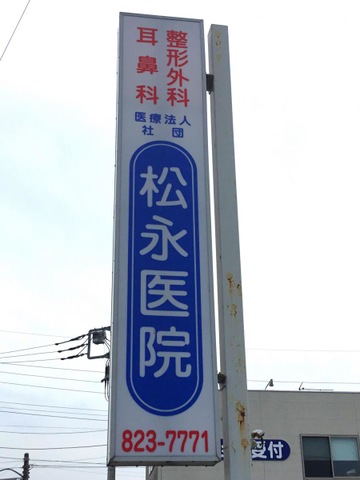 整形外科
耳鼻科
医療法人
社団
松永医院
823-7771
受付